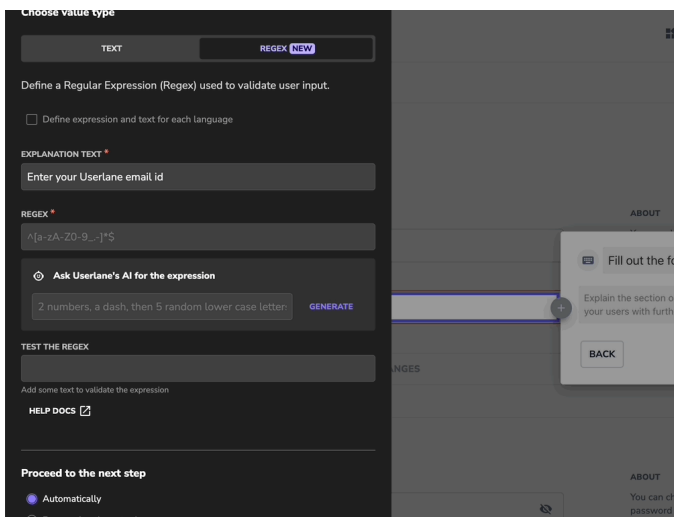 Choose value type
TEXT
REGEX NEW
Define a Regular Expression (Regex) used to validate user input.
Define expression and text for each language
EXPLANATION TEXT *
Enter your Userlane email id
REGEX *
^[a-zA-Z0-9_.-]*$
Ask Userlane's AI for the expression
2 numbers, a dash, then 5 random lower case letter
GENERATE
TEST THE REGEX
Add some text to validate the expression
HELP DOCS
Proceed to the next step
Automatically
ABOUT
Fill out the fo
Explain the section o
your users with furth
BACK
ANGES
ABOUT
You can ch
password